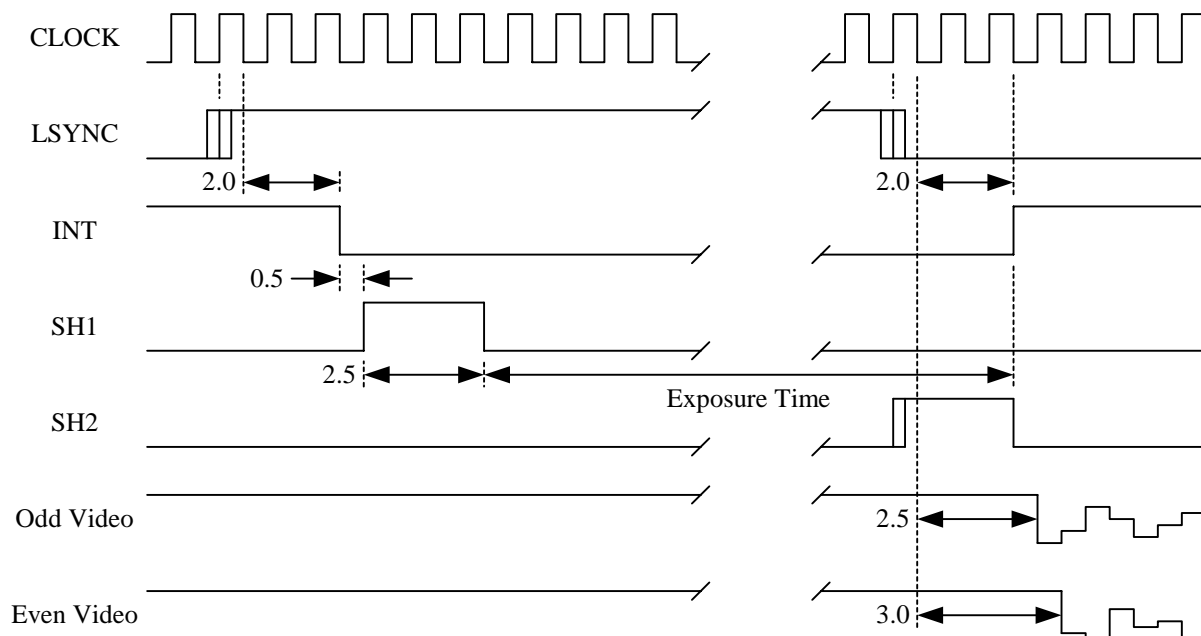 CLOCK
LSYNC
2.0 2.0
INT
0.5
SH1
2.5
Exposure Time
SH2
Odd Video 2.5
Even Video 3.0